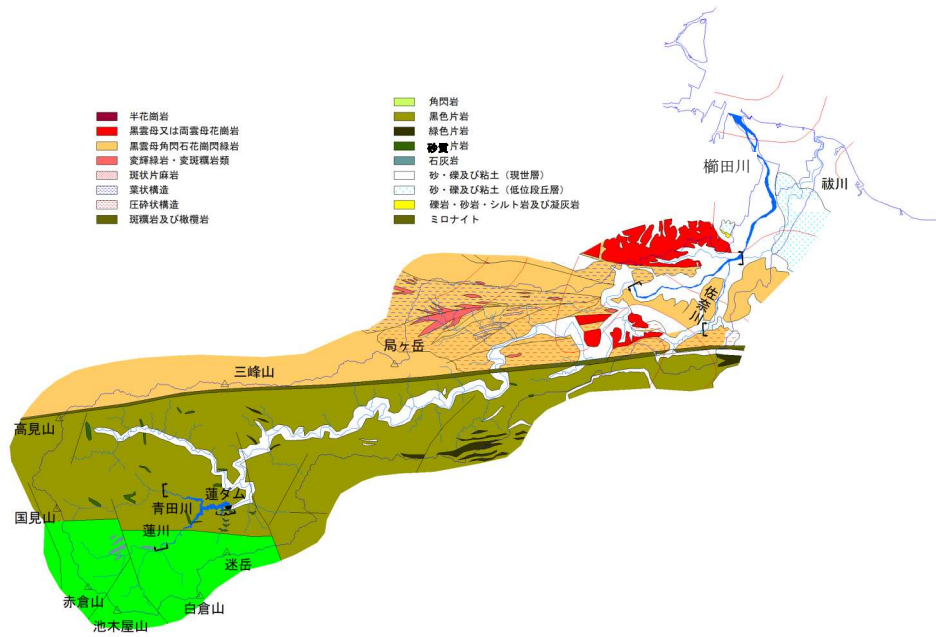 半花崗岩
黒雲母又は両雲母花崗岩
黒雲母角閃石花崗閃緑岩
変輝緑岩・変斑糲岩類
斑状片麻岩
葉状構造
圧砕状構造
斑糲岩及び橄欖岩
角閃岩
黒色片岩
緑色片岩
砂質片岩
石灰岩
砂・礫及び粘土（現世層）
砂・礫及び粘土（低位段丘層）
礫岩・砂岩・シルト岩及び凝灰岩
ミロナイト
櫛田川
祓川
佐奈川
局ヶ岳
三峰山
高見山
国見山
蓮ダム
青田川
蓮川
迷岳
赤倉山
白倉山
池木屋山